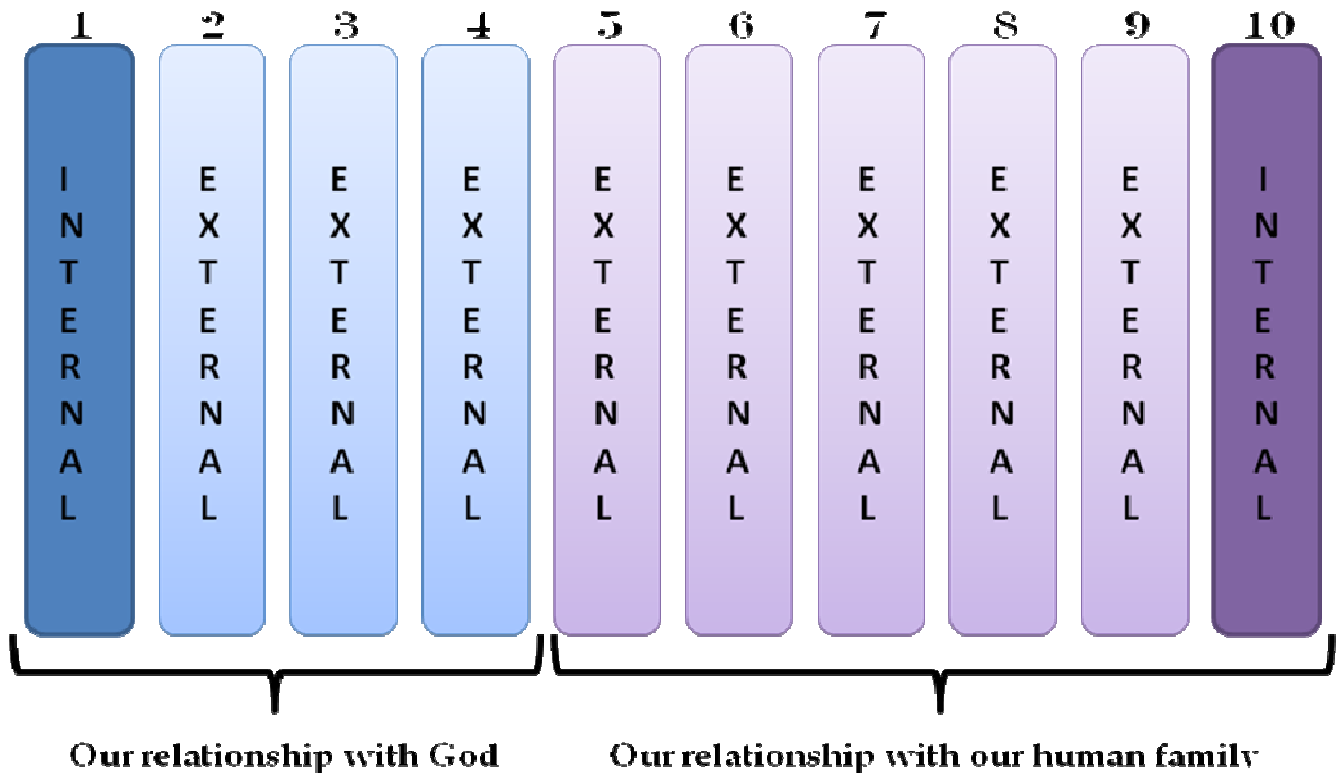 1 2 3 4 5 6 7 8 9 10
INTERNAL
EXTERNAL
EXTERNAL
EXTERNAL
EXTERNAL
EXTERNAL
EXTERNAL
EXTERNAL
EXTERNAL
INTERNAL
Our relationship with God
Our relationship with our human family